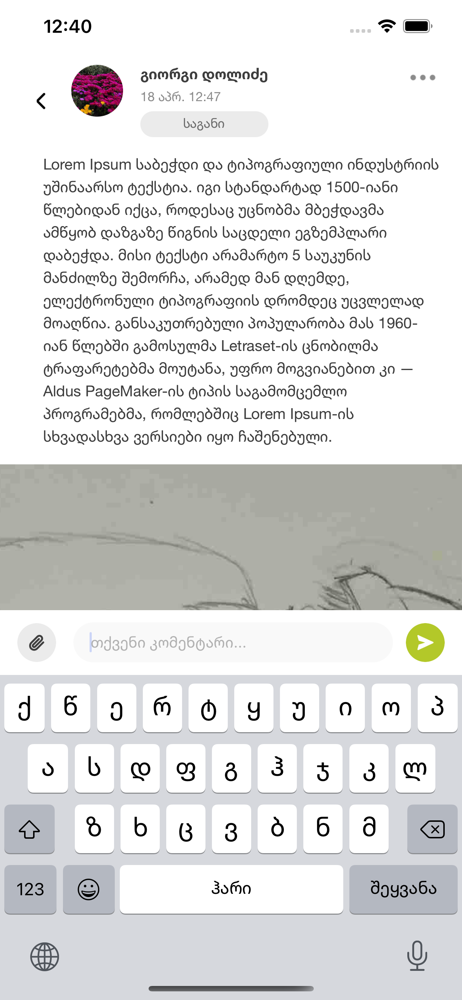 12:40
გიორგი დოლიძე
18 აპრ. 12:47
საგანი
Lorem Ipsum საბეჭდი და ტიპოგრაფიული ინდუსტრიის
უშინაარსო ტექსტია. იგი სტანდარტად 1500-იანი
წლებიდან იქცა, როდესაც უცნობმა მბეჭდავმა
ამწყობ დაზგაზე წიგნის საცდელი ეგზემპლარი
დაბეჭდა. მისი ტექსტი არამარტო 5 საუკუნის
მანძილზე შემორჩა, არამედ მან დღემდე,
ელექტრონული ტიპოგრაფიის დრომდეც უცვლელად
მოაღწია. განსაკუთრებული პოპულარობა მას 1960-
იან წლებში გამოსულმა Letraset-ის ცნობილმა
ტრაფარეტებმა მოუტანა, უფრო მოგვიანებით კი —
Aldus PageMaker-ის ტიპის საგამომცემლო
პროგრამებმა, რომლებშიც Lorem Ipsum-ის
სხვადასხვა ვერსიები იყო ჩაშენებული.
თქვენი კომენტარი...
ქ წ ე რ ტ ყ უ ი ო პ
ა ს დ ფ გ ჰ ჯ კ ლ
ზ ხ ც ვ ბ ნ მ
123 ჰარი შეყვანა